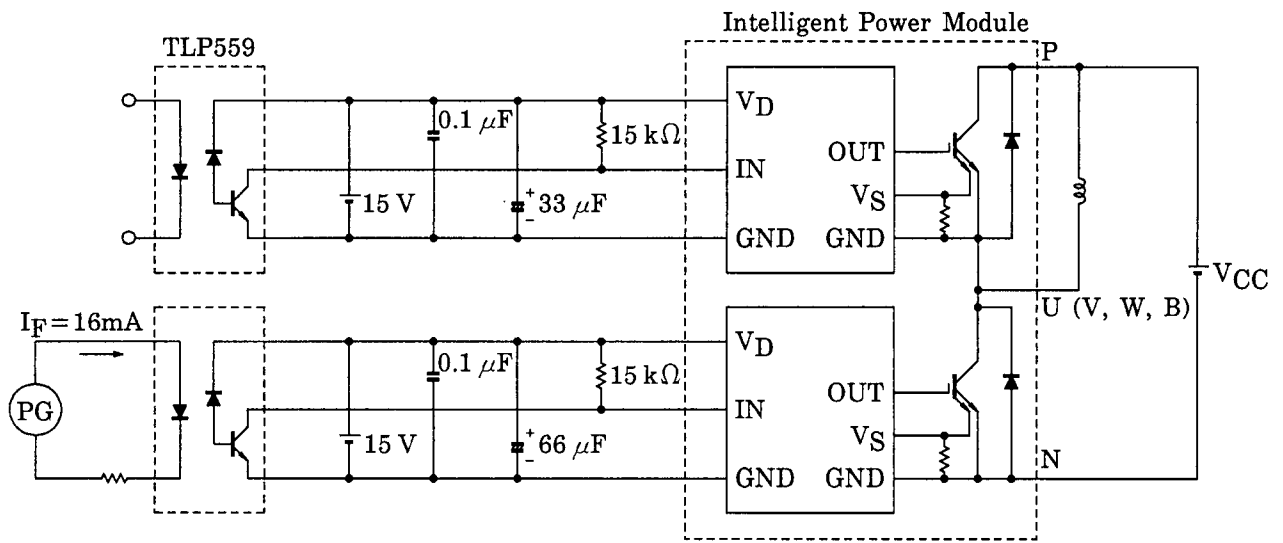 Intelligent Power Module
TLP559
P
V_D
0.1 μF
15 kΩ
OUT
IN
V_S
15 V
+
33 μF
-
GND
GND
V_CC
U (V, W, B)
I_F=16mA
V_D
0.1 μF
15 kΩ
OUT
PG
IN
V_S
15 V
+
66 μF
-
N
GND
GND